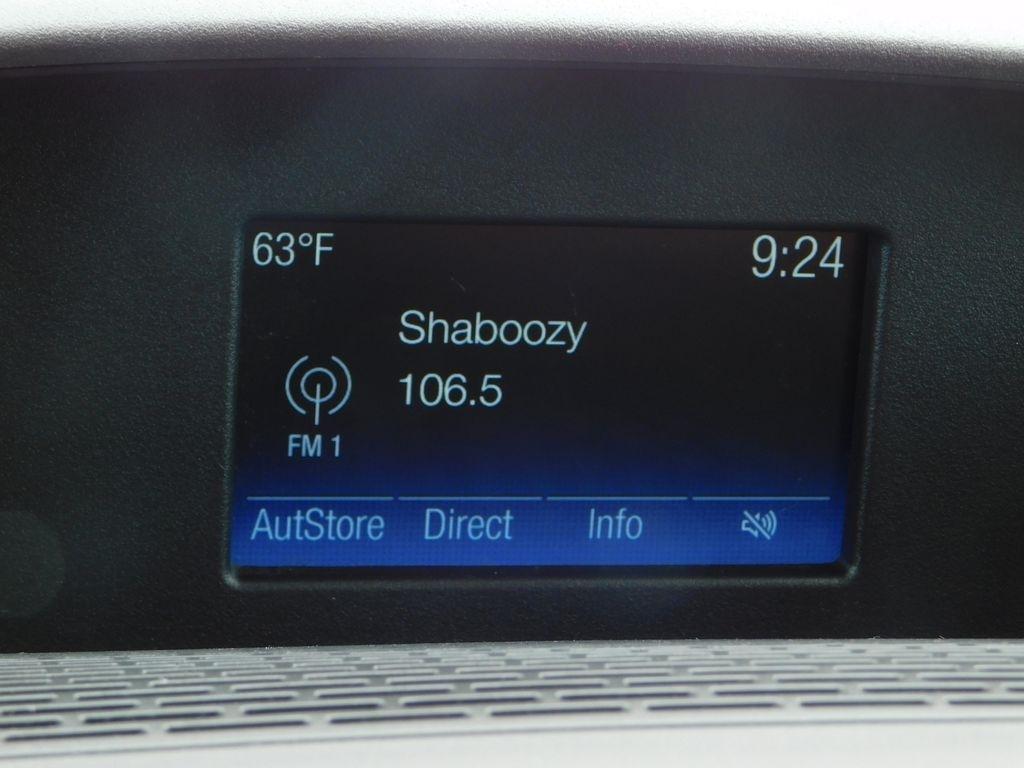 63°F 9:24
Shaboozy
106.5
FM 1
AutStore Direct Info